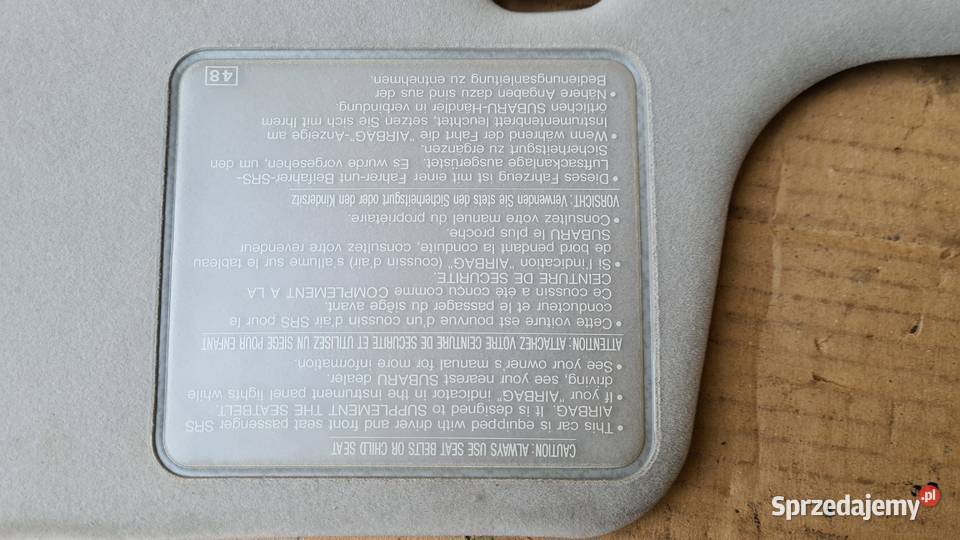 CAUTION: ALWAYS USE SEAT BELTS OR CHILD SEAT
• This car is equipped with driver and front seat passenger SRS
AIRBAG. It is designed to SUPPLEMENT THE SEATBELT.
• If your "AIRBAG" indicator in the instrument panel lights while
driving, see your nearest SUBARU dealer.
• See your owner's manual for more information.
ATTENTION: ATTACHEZ VOTRE CEINTURE DE SECURITE ET UTILISEZ UN SIEGE POUR ENFANT
• Cette voiture est pourvue d'un coussin d'air SRS pour le
conducteur et le passager du siège avant.
Ce coussin a été conçu comme COMPLEMENT A LA
CEINTURE DE SECURITE.
• Si l'indication "AIRBAG" (coussin d'air) s'allume sur le tableau
de bord pendant la conduite, consultez votre revendeur
SUBARU le plus proche.
• Consultez votre manuel du propriétaire.
VORSICHT: Verwenden Sie stets den Sicherheitsgurt oder den Kindersitz
• Dieses Fahrzeug ist mit einer Fahrer-unt-Beifahrer-SRS-
Luftsackanlage ausgerüstet. Es wurde vorgesehen, um den
Sicherheitsgurt zu ergänzen.
• Wenn während der Fahrt die "AIRBAG"-Anzeige am
Instrumentenbrett leuchtet, setzen Sie sich mit Ihrem
örtlichen SUBARU-Händler in verbindung.
• Nähere Angaben dazu sind aus der
Bedienungsanleitung zu entnehmen.
48
Sprzedajemy.pl